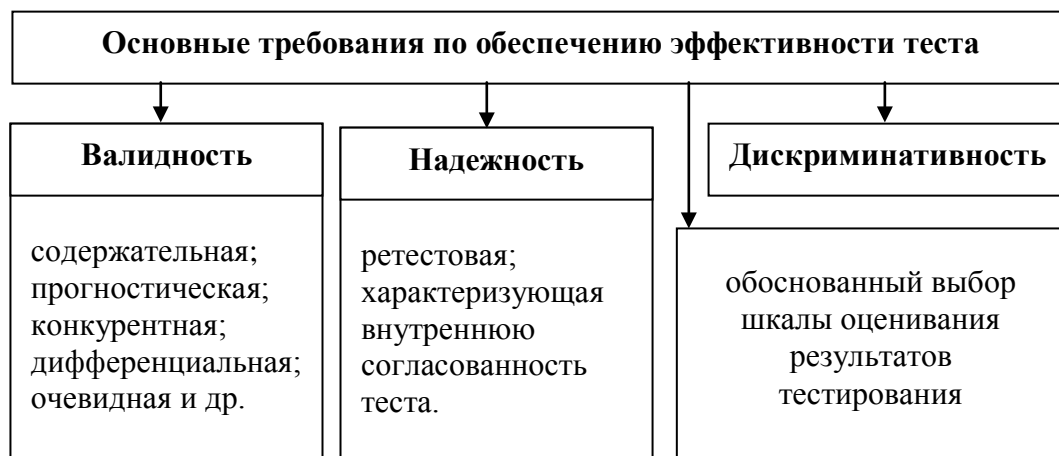 Основные требования по обеспечению эффективности теста
Валидность
содержательная;
прогностическая;
конкурентная;
дифференциальная;
очевидная и др.
Надежность
ретестовая;
характеризующая
внутреннюю
согласованность
теста.
Дискриминативность
обоснованный выбор
шкалы оценивания
результатов
тестирования